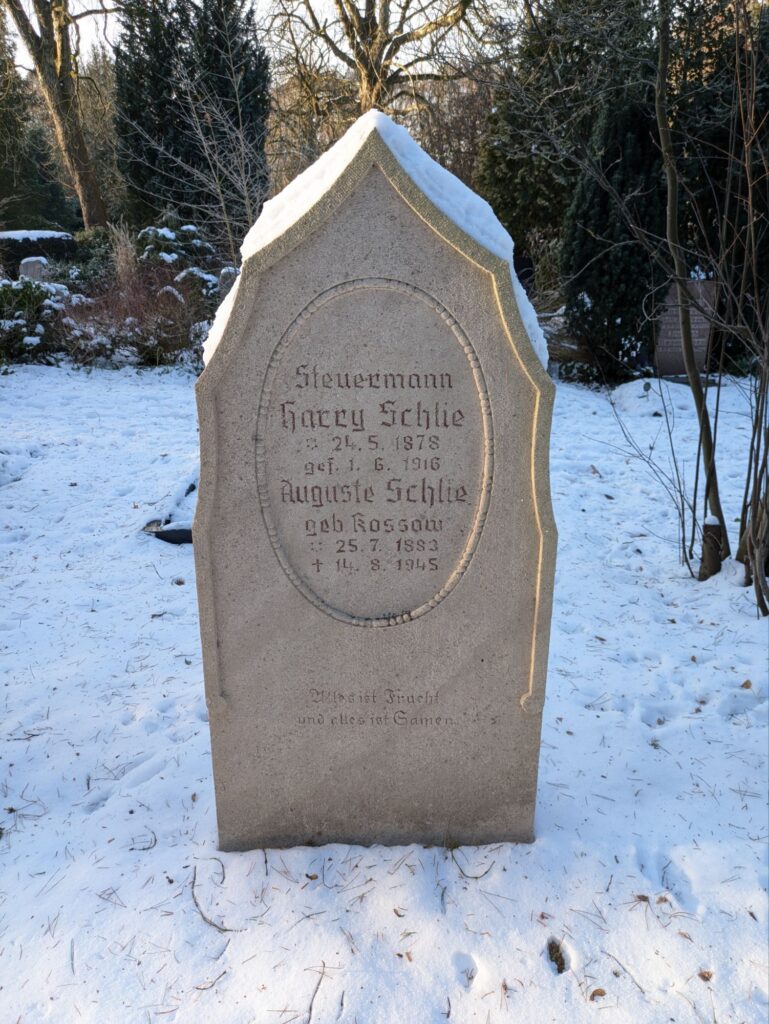 Steuermann
Harry Schlie
24. 5. 1878
gef. 1. 6. 1916
Auguste Schlie
geb. Kossow
25. 7. 1883
† 14. 8. 1945
Alles ist Frucht
und alles ist Samen.